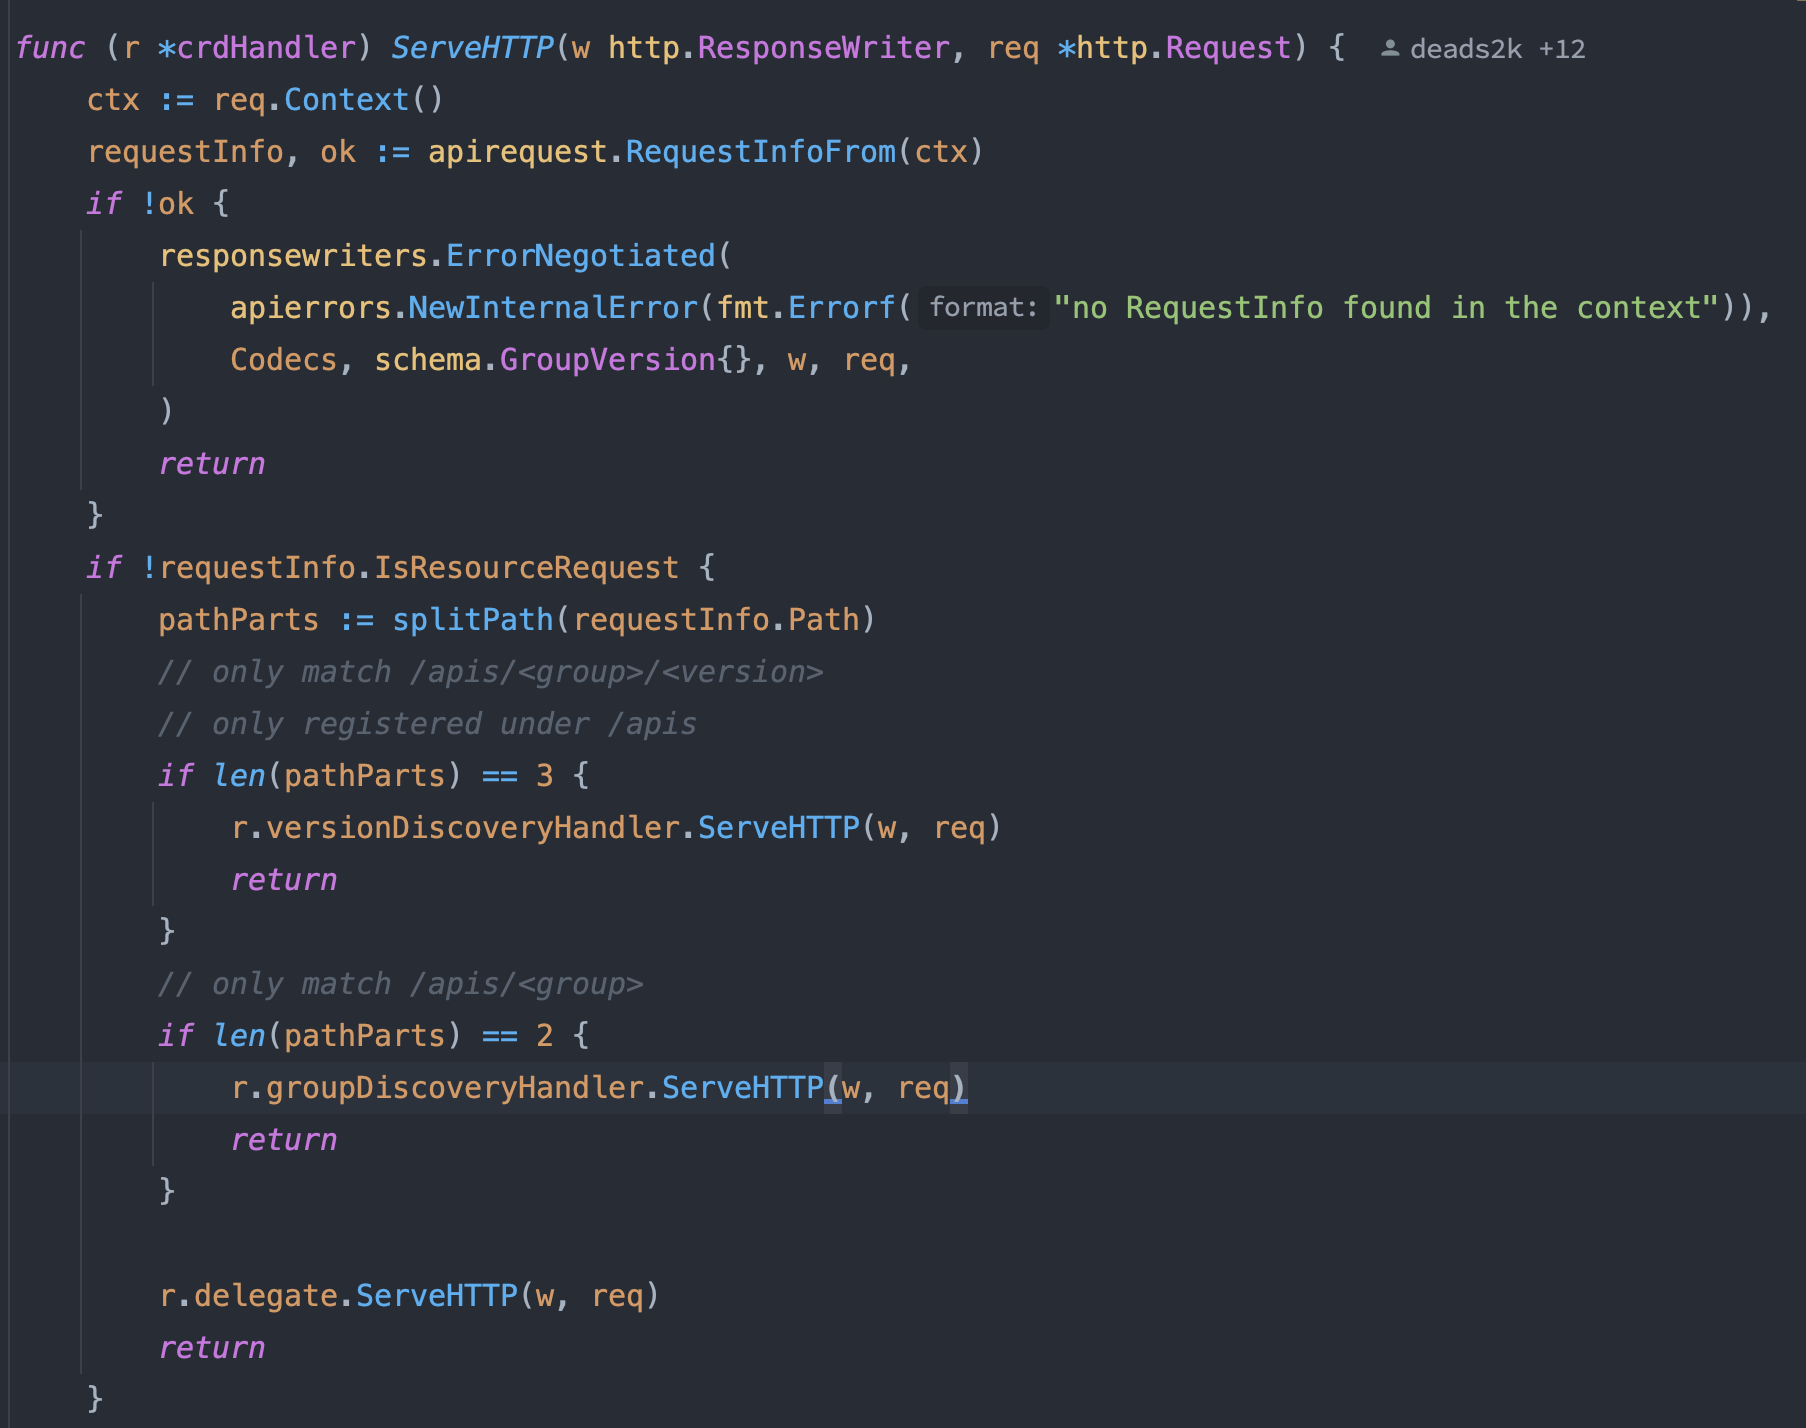 func (r *crdHandler) ServeHTTP(w http.ResponseWriter, req *http.Request) { deads2k +12
ctx := req.Context()
requestInfo, ok := apirequest.RequestInfoFrom(ctx)
if !ok {
responsewriters.ErrorNegotiated(
apierrors.NewInternalError(fmt.Errorf( format: "no RequestInfo found in the context")),
Codecs, schema.GroupVersion{}, w, req,
)
return
}
if !requestInfo.IsResourceRequest {
pathParts := splitPath(requestInfo.Path)
// only match /apis/<group>/<version>
// only registered under /apis
if len(pathParts) == 3 {
r.versionDiscoveryHandler.ServeHTTP(w, req)
return
}
// only match /apis/<group>
if len(pathParts) == 2 {
r.groupDiscoveryHandler.ServeHTTP(w, req)
return
}
r.delegate.ServeHTTP(w, req)
return
}